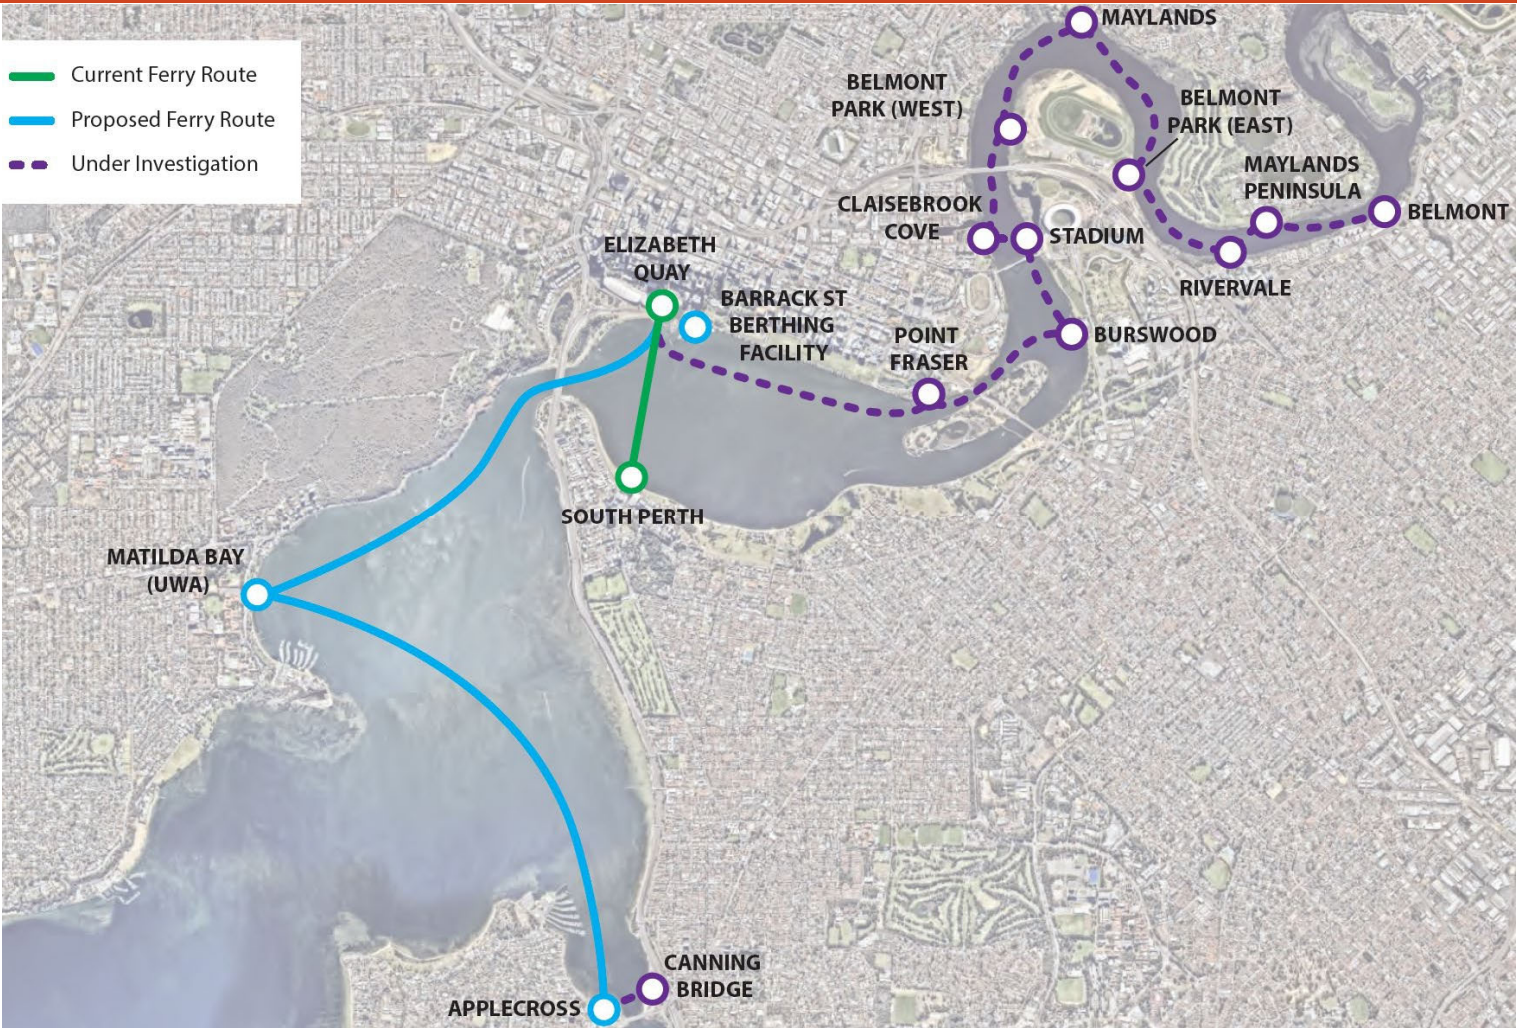 Current Ferry Route
Proposed Ferry Route
Under Investigation
MAYLANDS
BELMONT
PARK (WEST)
BELMONT
PARK (EAST)
MAYLANDS
PENINSULA
BELMONT
CLAISEBROOK
COVE
STADIUM
RIVERVALE
ELIZABETH
QUAY
BARRACK ST
BERTHING
FACILITY
POINT
FRASER
BURSWOOD
SOUTH PERTH
MATILDA BAY
(UWA)
CANNING
BRIDGE
APPLECROSS